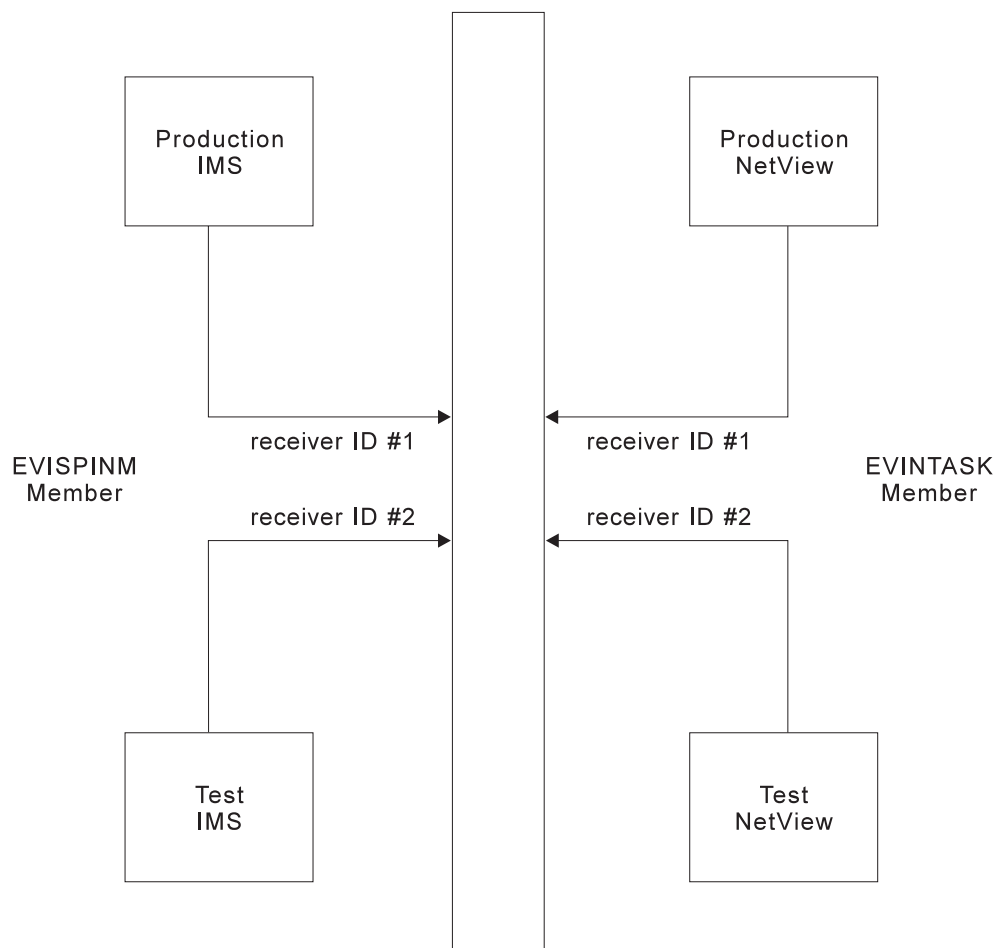 Production
IMS
Production
NetView
receiver ID #1
receiver ID #1
EVISPINM
Member
EVINTASK
Member
receiver ID #2
receiver ID #2
Test
IMS
Test
NetView